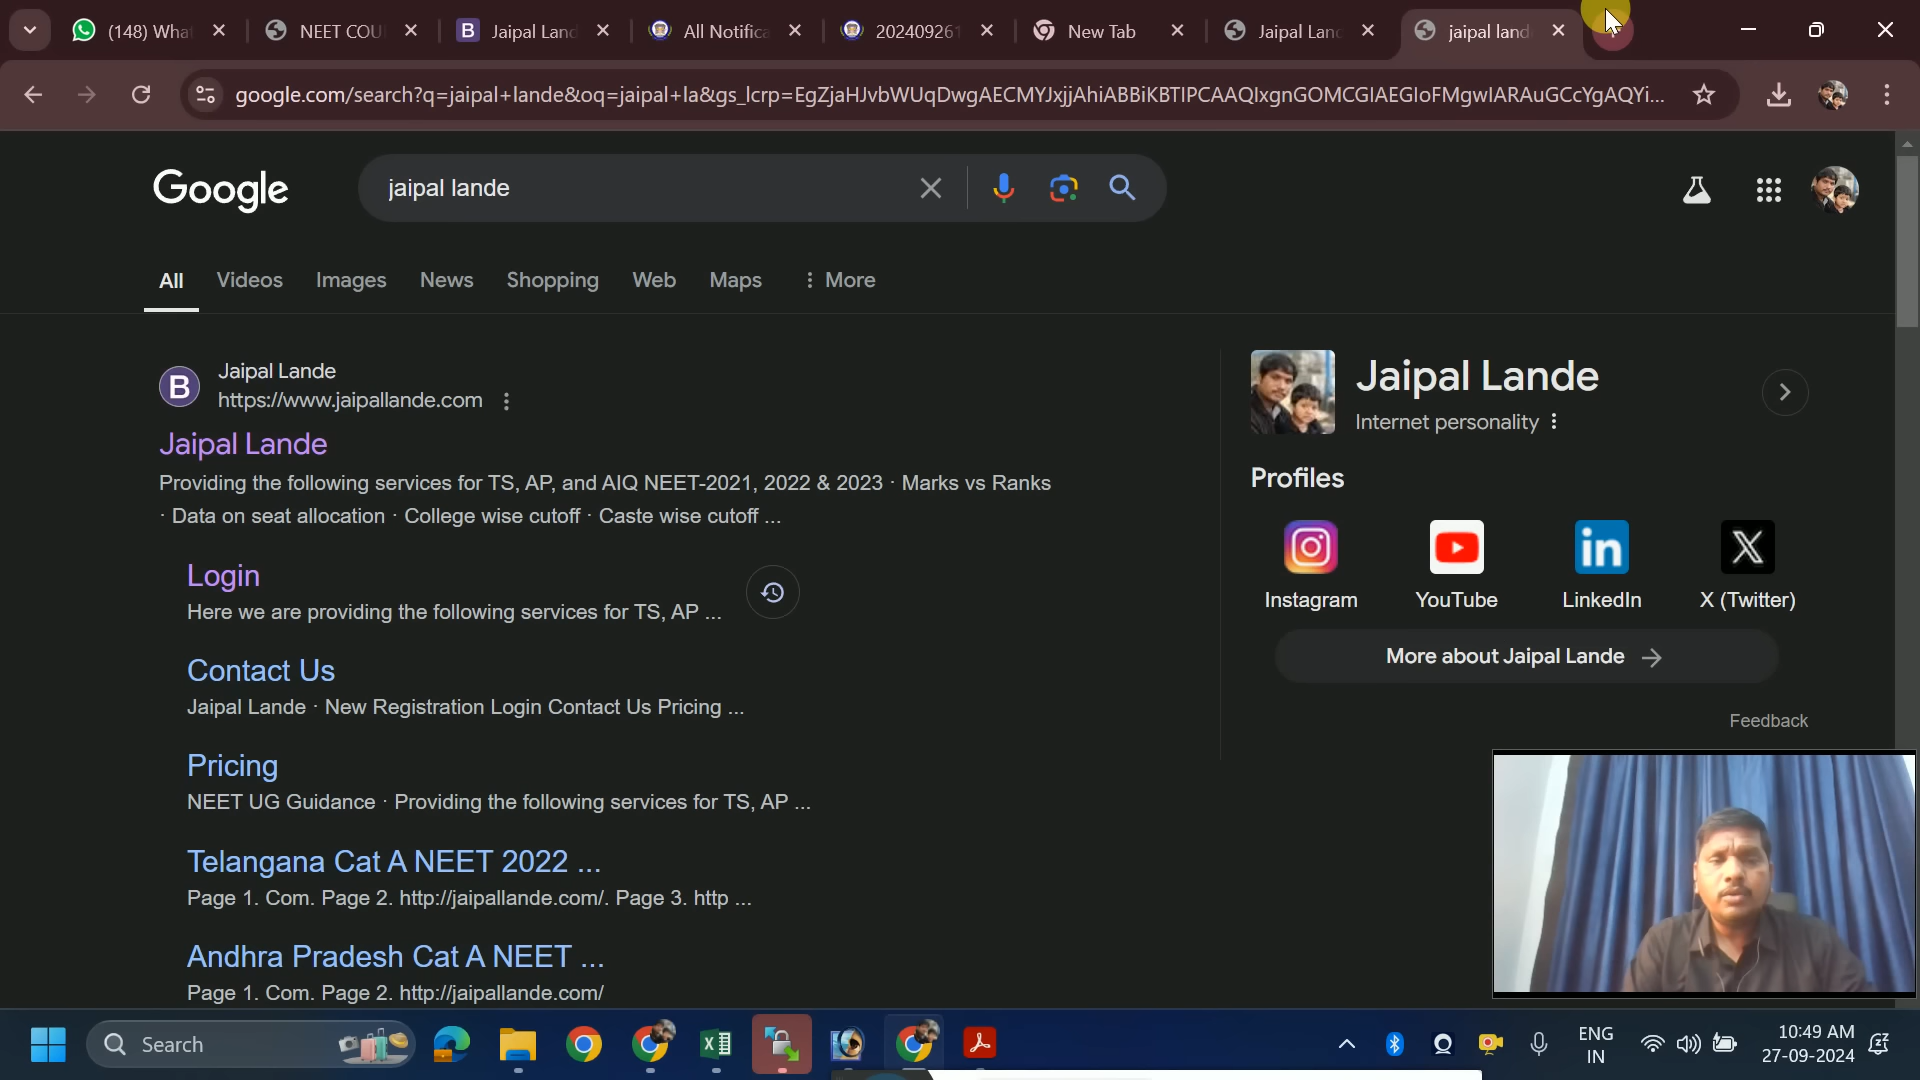 (148) Wha
NEET COU
Jaipal Land
All Notifica
20240926
New Tab
Jaipal Lan
jaipal land
google.com/search?q=jaipal+lande&oq=jaipal+la&gs_lcrp=EgZjaHJvbWUqDwgAECMYJxjjAhiABBiKBTIPCAAQIxgnGOMCGIAEGIoFMgwIARAuGCcYgAQYi...
Google
jaipal lande
All
Videos
Images
News
Shopping
Web
Maps
More
B
Jaipal Lande
https://www.jaipallande.com
Jaipal Lande
Providing the following services for TS, AP, and AIQ NEET-2021, 2022 & 2023 · Marks vs Ranks
· Data on seat allocation · College wise cutoff · Caste wise cutoff ...
Login
Here we are providing the following services for TS, AP ...
Contact Us
Jaipal Lande · New Registration Login Contact Us Pricing ...
Pricing
NEET UG Guidance · Providing the following services for TS, AP ...
Telangana Cat A NEET 2022 ...
Page 1. Com. Page 2. http://jaipallande.com/. Page 3. http ...
Andhra Pradesh Cat A NEET ...
Page 1. Com. Page 2. http://jaipallande.com/
Jaipal Lande
Internet personality
Profiles
Instagram
YouTube
LinkedIn
X (Twitter)
More about Jaipal Lande
Feedback
Search
ENG
IN
10:49 AM
27-09-2024